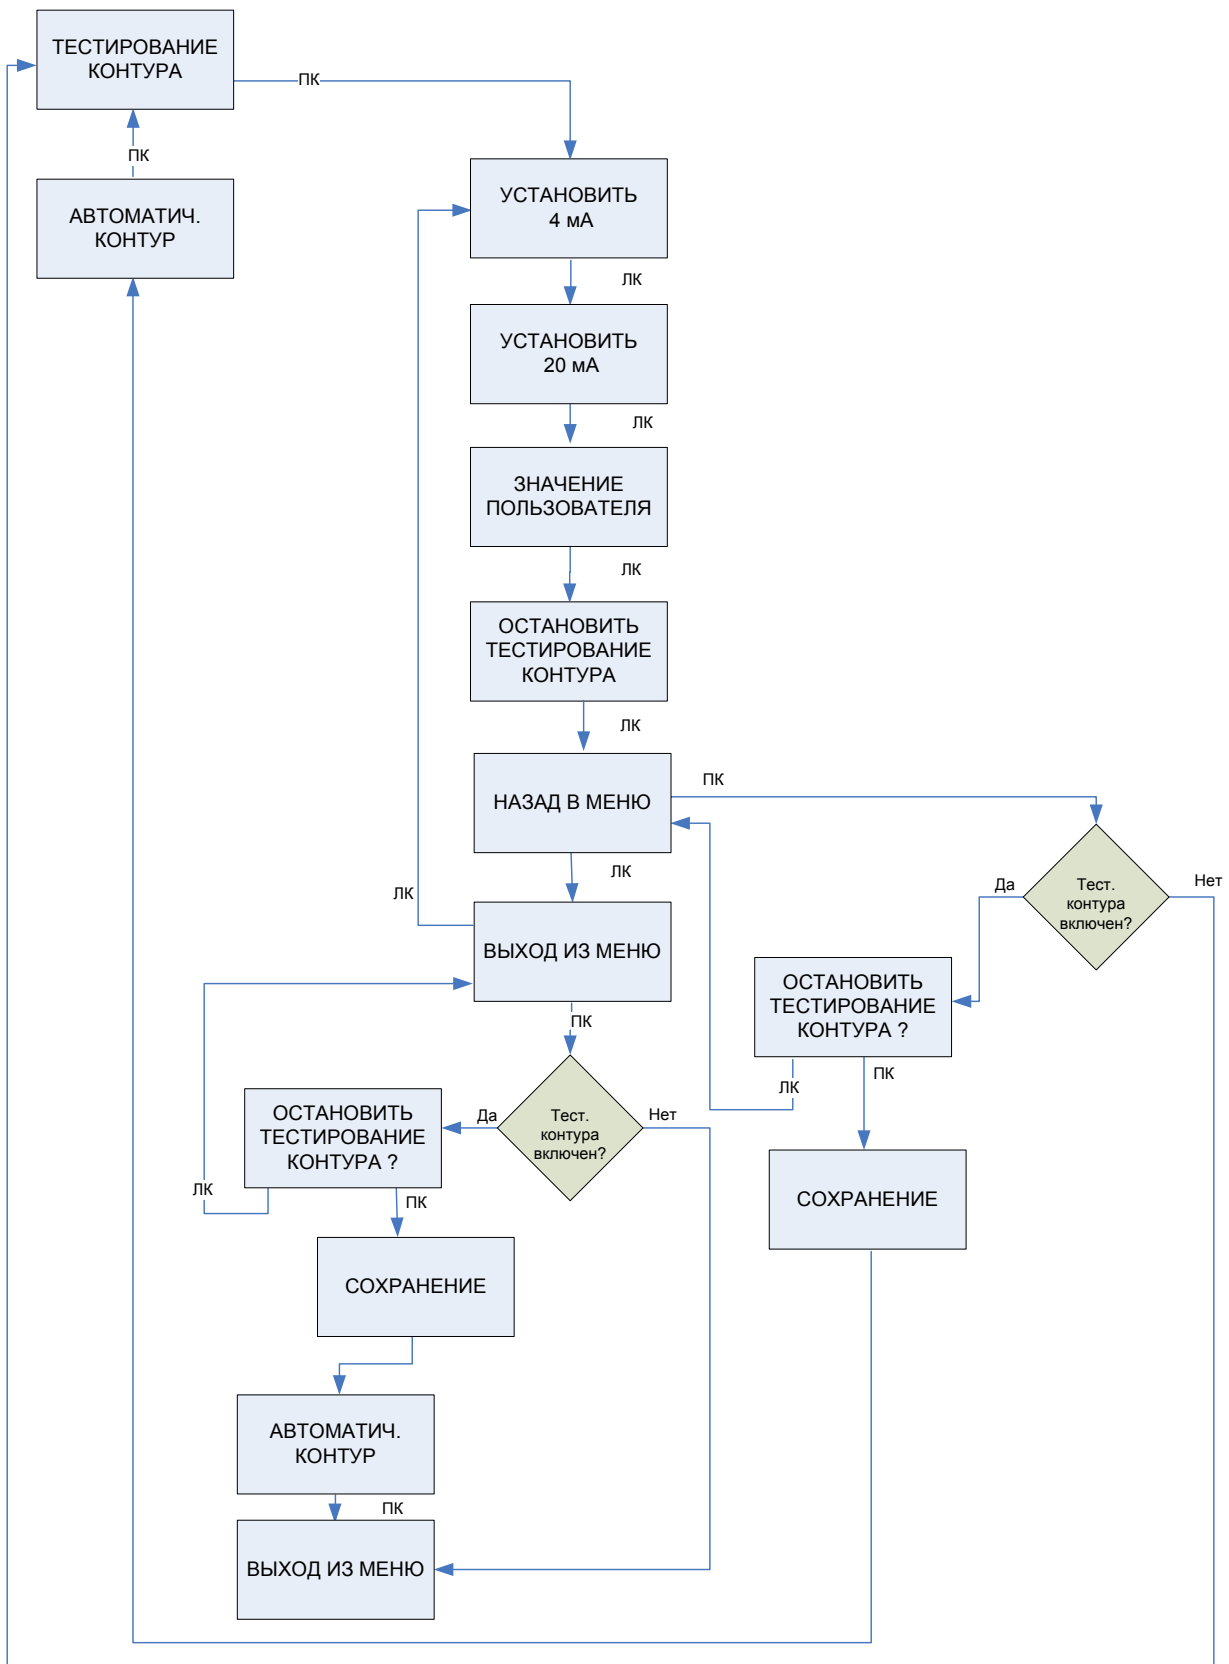 ТЕСТИРОВАНИЕ
КОНТУРА
ПК
ПК
АВТОМАТИЧ.
КОНТУР
УСТАНОВИТЬ
4 мА
ЛК
УСТАНОВИТЬ
20 мА
ЛК
ЗНАЧЕНИЕ
ПОЛЬЗОВАТЕЛЯ
ЛК
ОСТАНОВИТЬ
ТЕСТИРОВАНИЕ
КОНТУРА
ЛК
НАЗАД В МЕНЮ
ПК
ЛК
ЛК
Да
Тест.
контура
включен?
Нет
ВЫХОД ИЗ МЕНЮ
ОСТАНОВИТЬ
ТЕСТИРОВАНИЕ
КОНТУРА ?
ПК
ЛК
ПК
ОСТАНОВИТЬ
ТЕСТИРОВАНИЕ
КОНТУРА ?
Да
Тест.
контура
включен?
Нет
ЛК
ПК
СОХРАНЕНИЕ
СОХРАНЕНИЕ
АВТОМАТИЧ.
КОНТУР
ПК
ВЫХОД ИЗ МЕНЮ